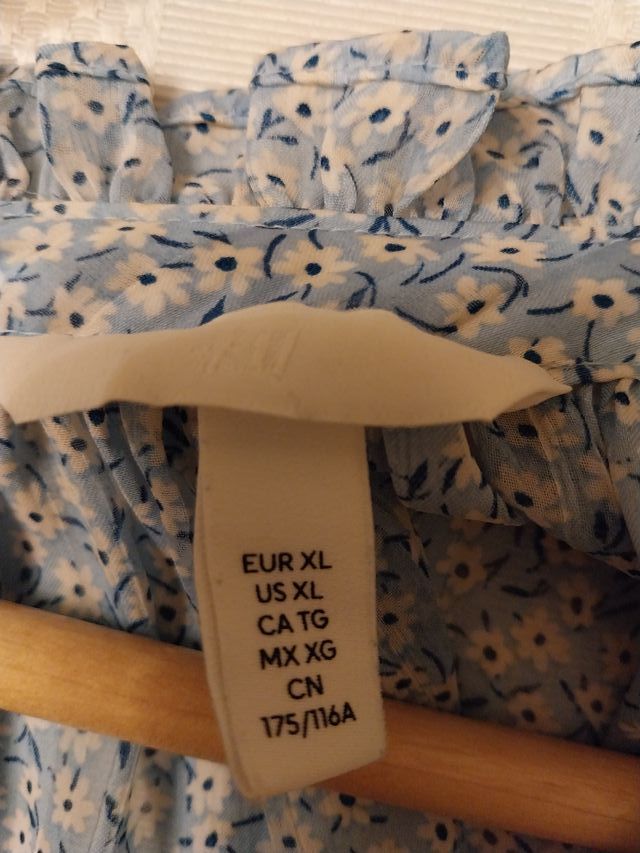 EUR XL
US XL
CA TG
MX XG
CN
175/116A